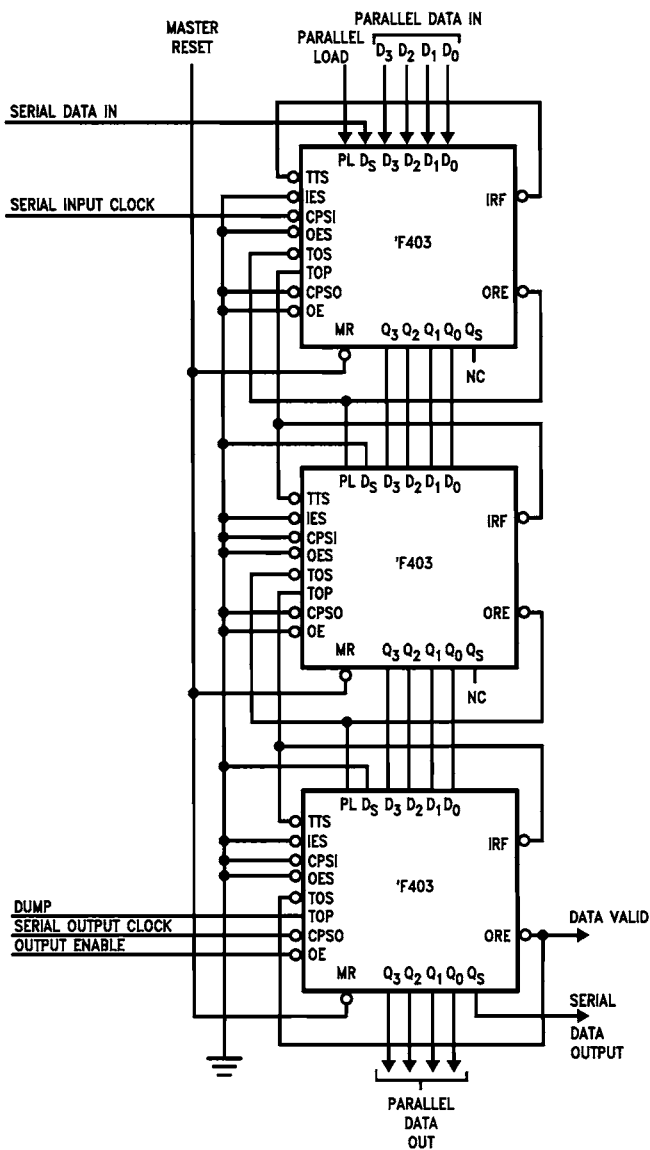 MASTER
RESET
PARALLEL DATA IN
PARALLEL
LOAD
D3 D2 D1 D0
SERIAL DATA IN
PL DS D3 D2 D1 D0
TTS
IES
IRF
SERIAL INPUT CLOCK
CPSI
OES
'F403
TOS
TOP
CPSO
ORE
OE
MR
Q3 Q2 Q1 Q0 QS
NC
PL DS D3 D2 D1 D0
TTS
IES
IRF
CPSI
OES
'F403
TOS
TOP
CPSO
ORE
OE
MR
Q3 Q2 Q1 Q0 QS
NC
PL DS D3 D2 D1 D0
TTS
IES
IRF
CPSI
OES
'F403
TOS
DUMP
TOP
DATA VALID
SERIAL OUTPUT CLOCK
CPSO
ORE
OUTPUT ENABLE
OE
MR
Q3 Q2 Q1 Q0 QS
SERIAL
DATA
OUTPUT
PARALLEL
DATA
OUT